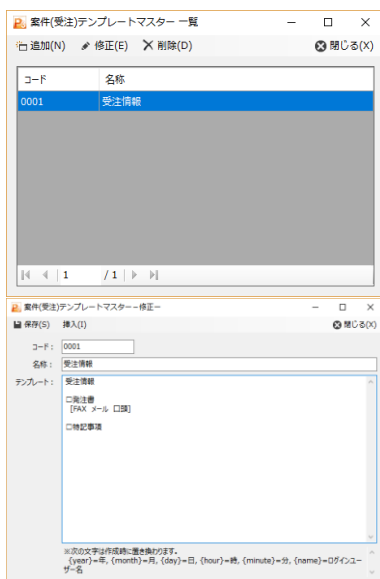 案件(受注)テンプレートマスター 一覧
追加(N) 修正(E) 削除(D) 閉じる(X)
コード 名称
0001 受注情報
1 / 1
案件(受注)テンプレートマスター－修正－
保存(S) 挿入(I) 閉じる(X)
コード： 0001
名称： 受注情報
テンプレート： 受注情報
□発注書
[FAX メール 口頭]
□特記事項
※次の文字は作成時に置き換わります。
{year}=年, {month}=月, {day}=日, {hour}=時, {minute}=分, {name}=ログインユー
ザー名